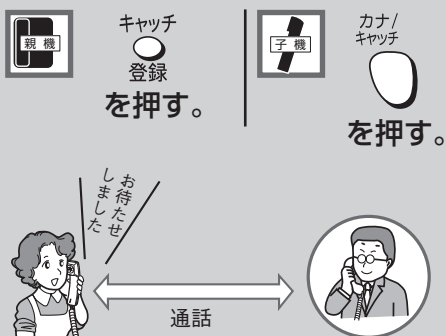 親機
キャッチ
登録
を押す。
子機
カナ/
キャッチ
を押す。
お待たせ
しました
通話